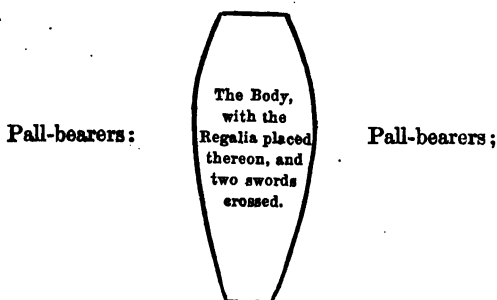 The Body,
with the
Pall-bearers: Regalia placed Pall-bearers;
thereon, and
two swords
crossed.